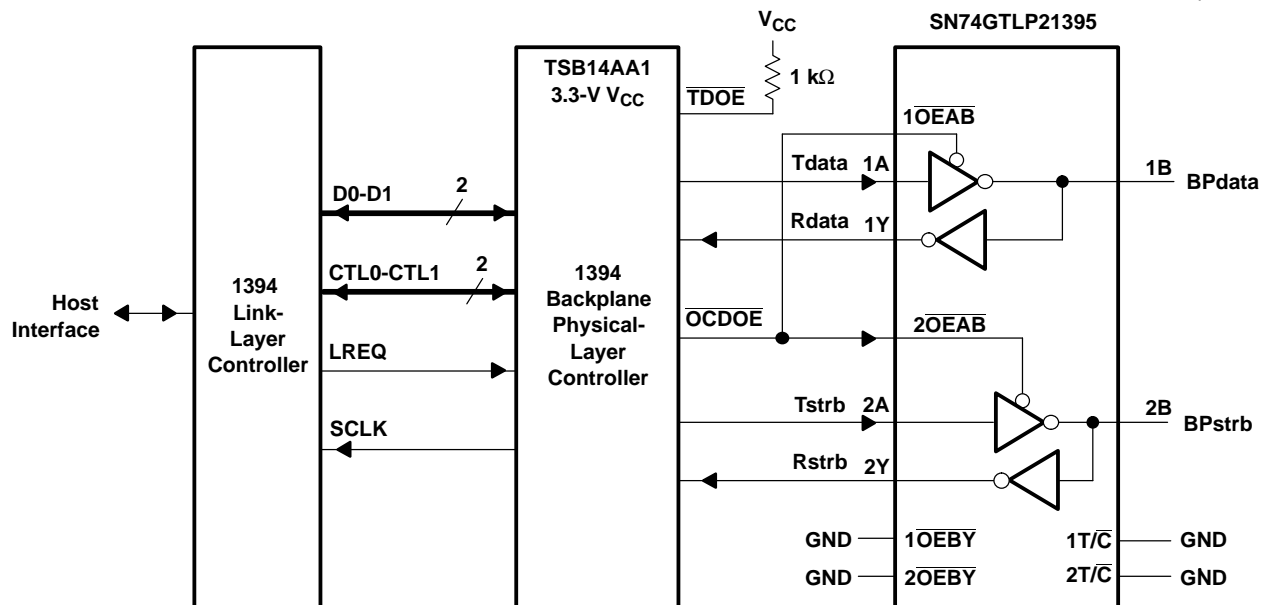 SN74GTLP21395
VCC
TSB14AA1
3.3-V VCC
1 kΩ
TDOE
1OEAB
Tdata 1A
1B BPdata
D0-D1
2
Rdata 1Y
CTL0-CTL1
2
Host
Interface
1394
Link-
Layer
Controller
1394
Backplane
Physical-
Layer
Controller
OCDOE
2OEAB
LREQ
Tstrb 2A
2B BPstrb
SCLK
Rstrb 2Y
GND 1OEBY 1T/C GND
GND 2OEBY 2T/C GND